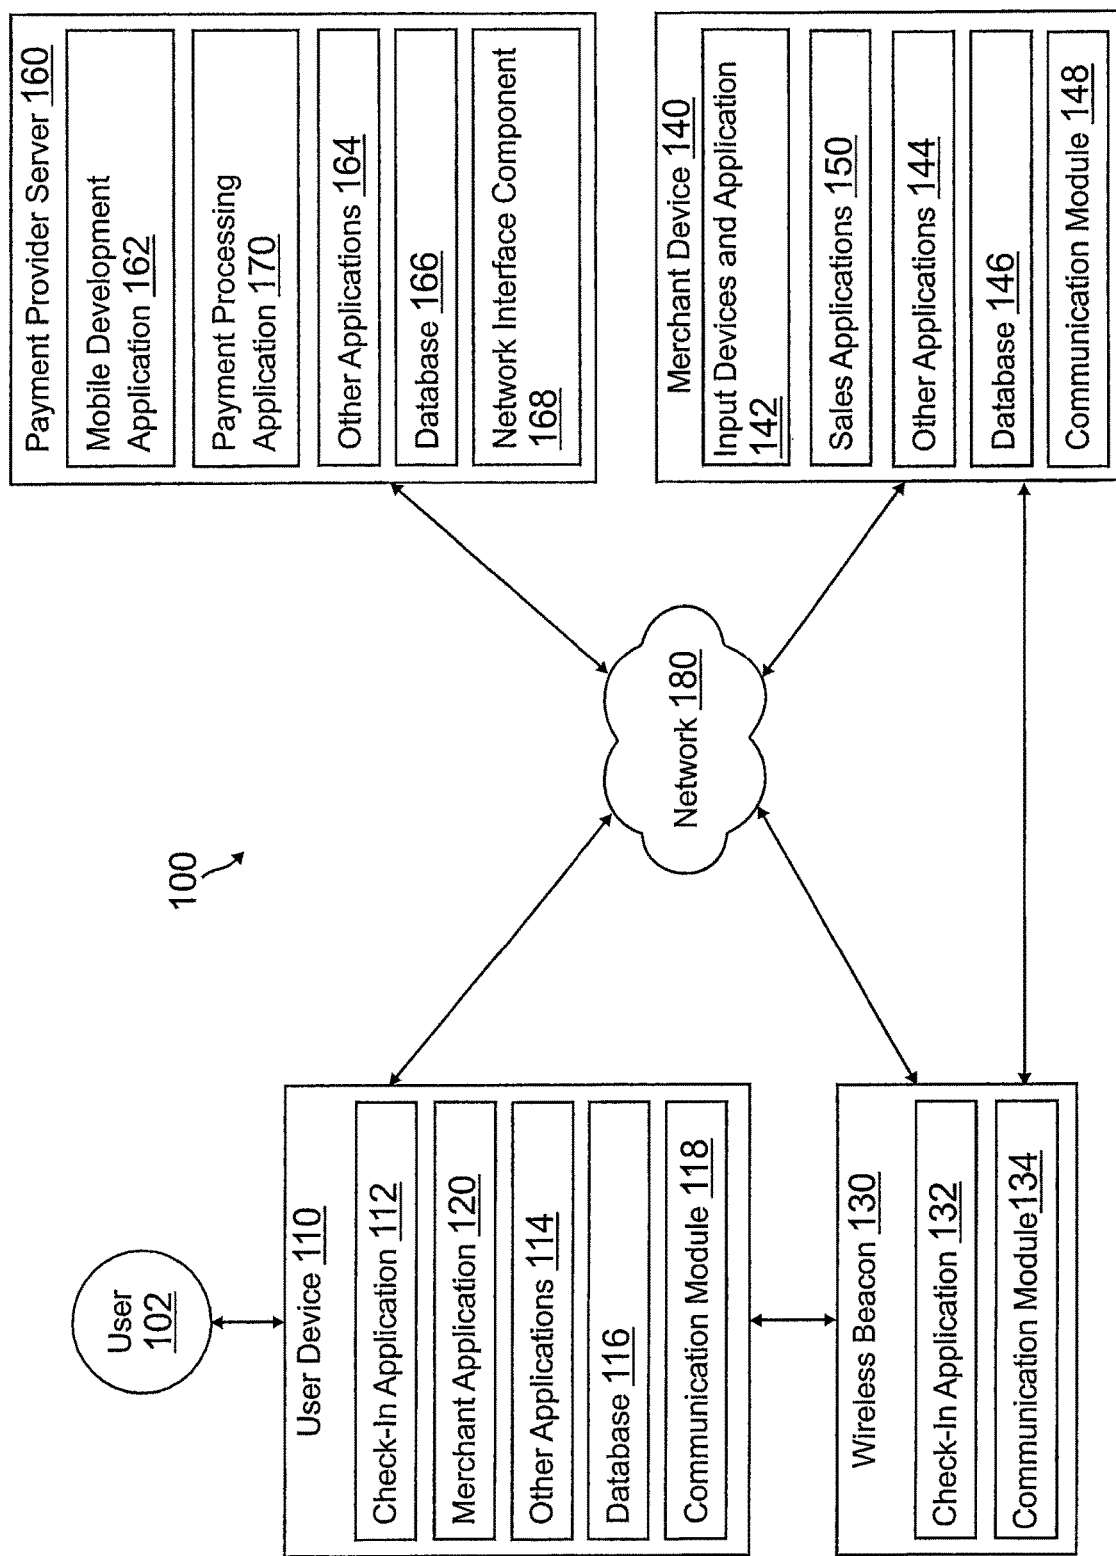 100
User
102
User Device 110
Check-In Application 112
Merchant Application 120
Other Applications 114
Database 116
Communication Module 118
Wireless Beacon 130
Check-In Application 132
Communication Module134
Network 180
Payment Provider Server 160
Mobile Development
Application 162
Payment Processing
Application 170
Other Applications 164
Database 166
Network Interface Component
168
Merchant Device 140
Input Devices and Application
142
Sales Applications 150
Other Applications 144
Database 146
Communication Module 148